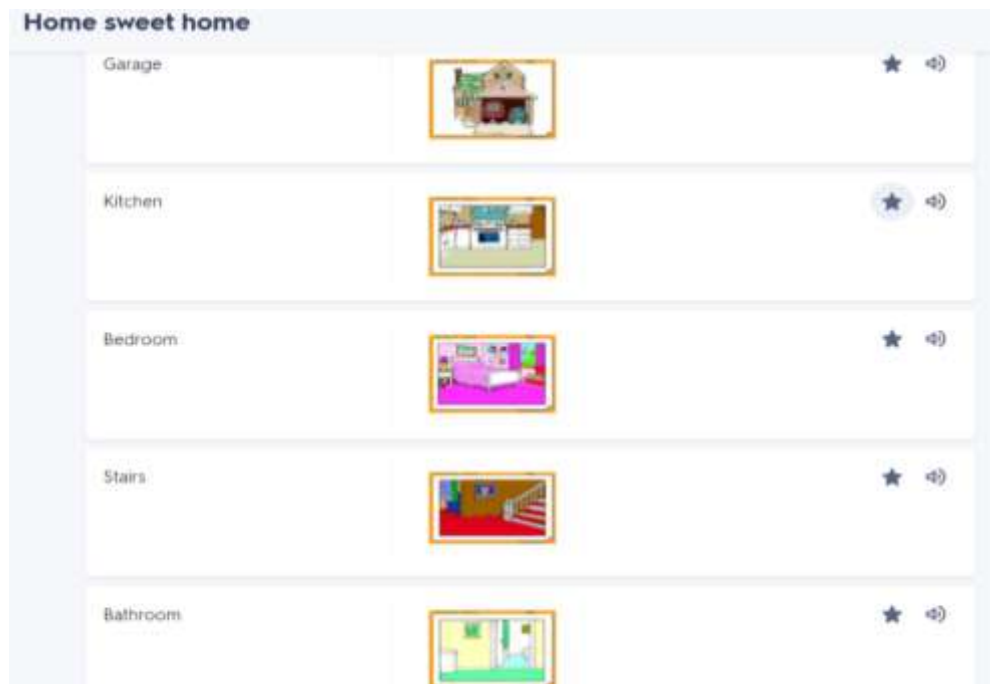 Home sweet home
Garage
Kitchen
Bedroom
Stairs
Bathroom